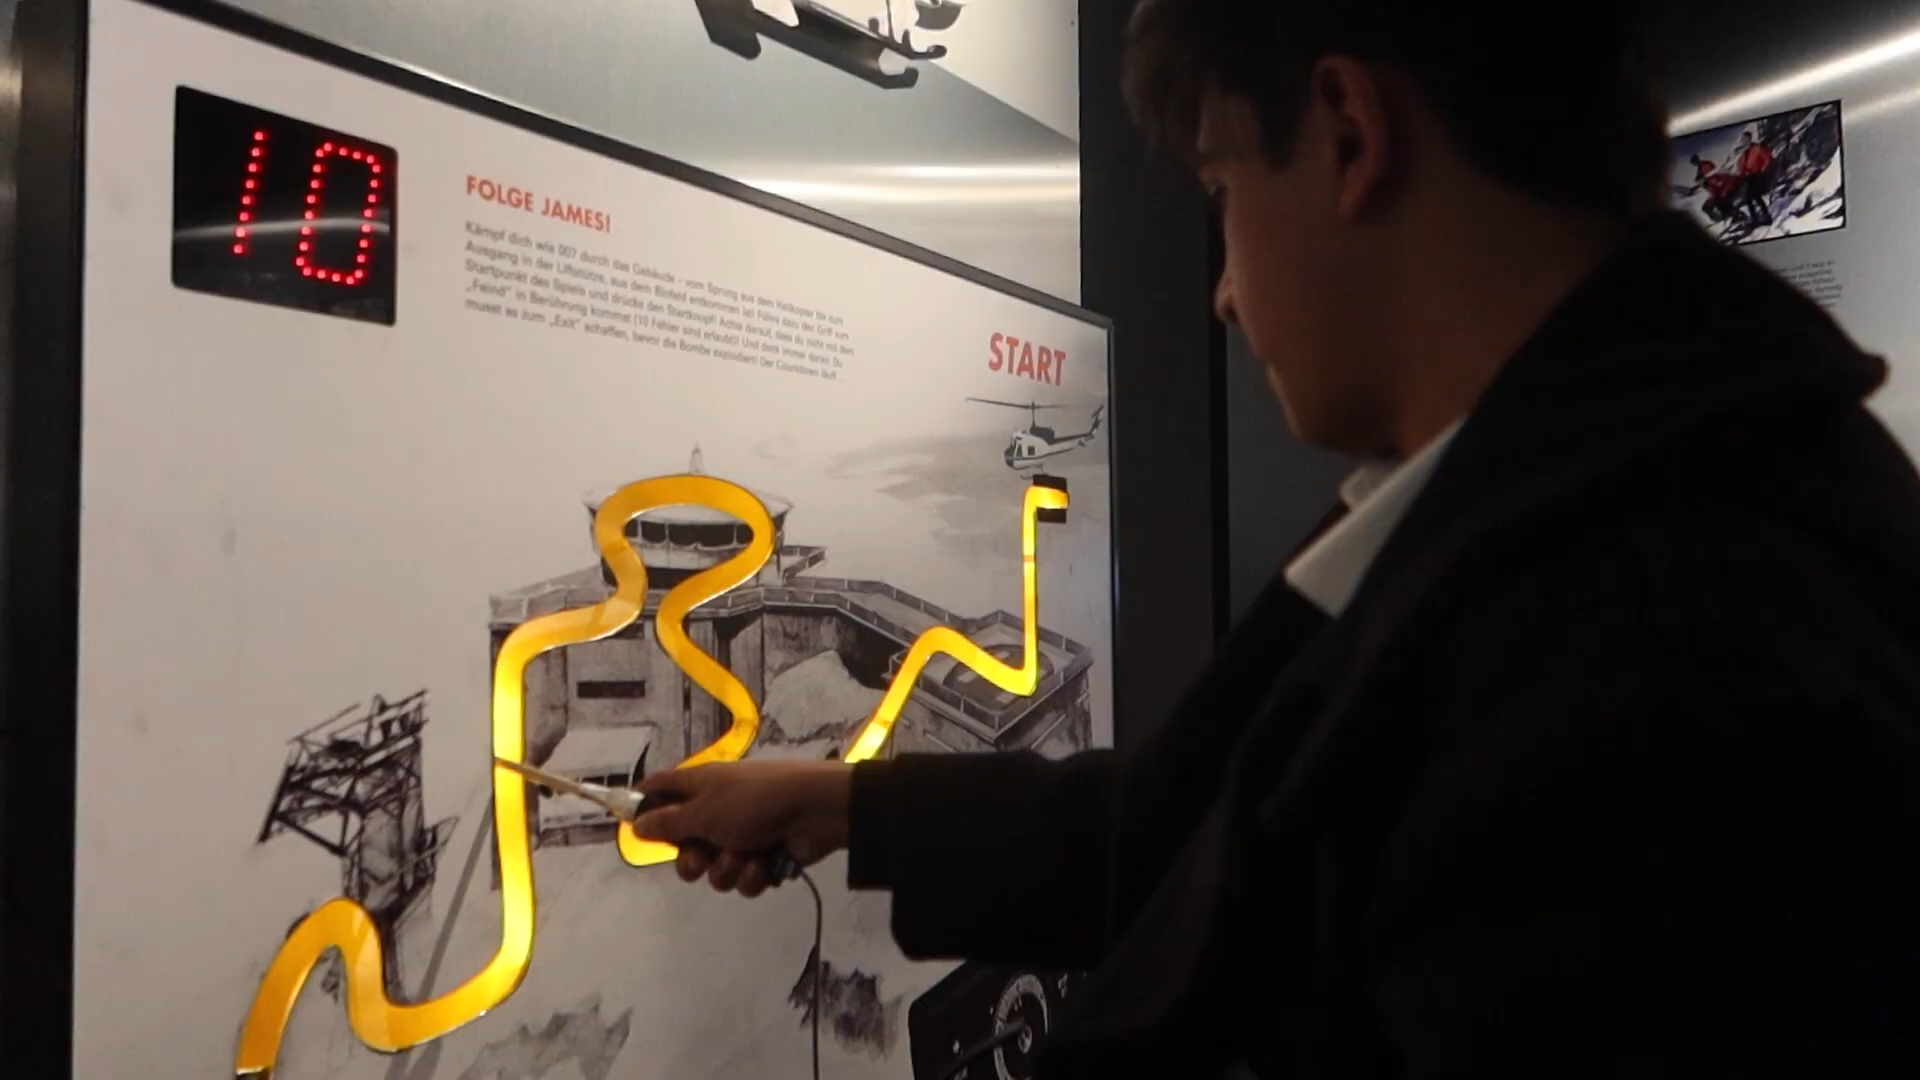 10
FOLGE JAMES!
Kämpf dich wie 007 durch das Gebäude – vom Sprung aus dem Helikopter bis zum
Ausgang in der Liftstütze, aus dem Blofeld entkommen ist! Führe dazu den Griff zum
Startpunkt des Spiels und drücke den Startknopf! Achte darauf, dass du nicht mit dem
„Feind“ in Berührung kommst (10 Fehler sind erlaubt)! Und denk immer daran: Du
musst es zum „Exit“ schaffen, bevor die Bombe explodiert! Der Countdown läuft ...
START